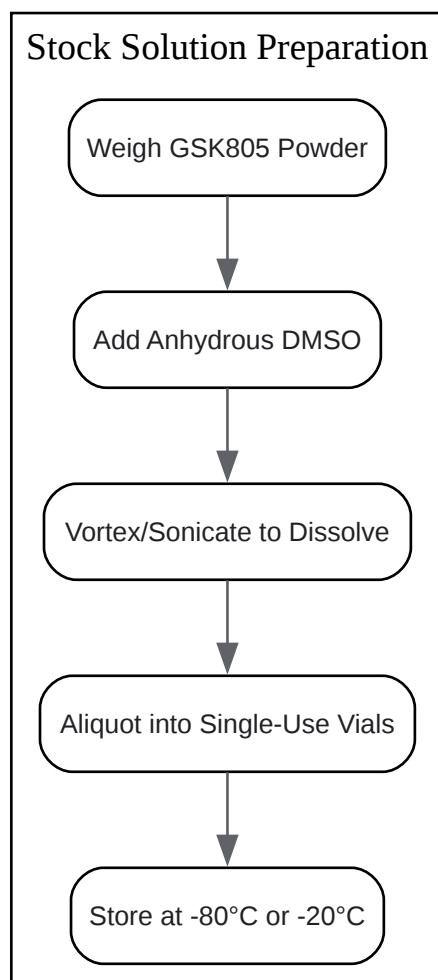 Stock Solution Preparation
Weigh GSK805 Powder
Add Anhydrous DMSO
Vortex/Sonicate to Dissolve
Aliquot into Single-Use Vials
Store at -80°C or -20°C